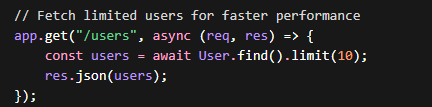 // Fetch limited users for faster performance
app.get("/users", async (req, res) => {
    const users = await User.find().limit(10);
    res.json(users);
});